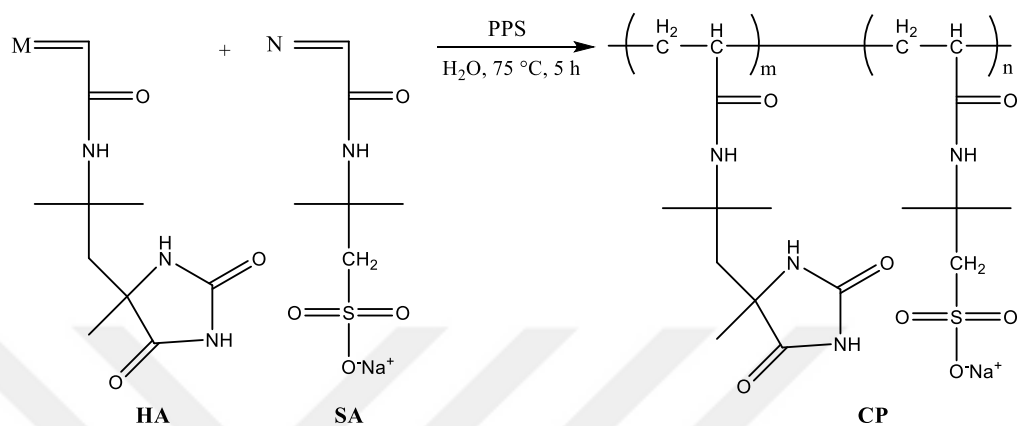 M
+
N
PPS
H₂O, 75 °C, 5 h
H₂
C
H
C
m
H₂
C
H
C
n
O
O
O
O
NH
NH
NH
NH
H
N
O
NH
O
CH₂
O
S
O
O⁻Na⁺
H
N
O
NH
O
CH₂
O
S
O
O⁻Na⁺
HA
SA
CP